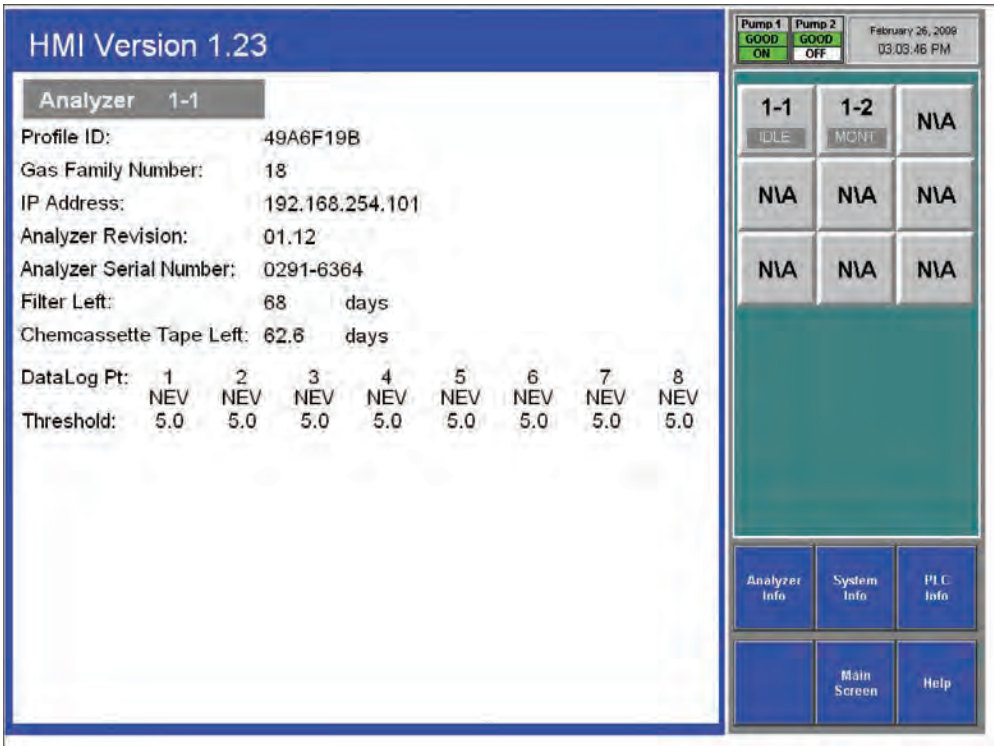 HMI Version 1.23
Pump 1 Pump 2
GOOD GOOD
ON OFF
February 26, 2009
03:03:46 PM
Analyzer 1-1
Profile ID: 49A6F19B
Gas Family Number: 18
IP Address: 192.168.254.101
Analyzer Revision: 01.12
Analyzer Serial Number: 0291-6364
Filter Left: 68 days
Chemcassette Tape Left: 62.6 days
DataLog Pt: 1 2 3 4 5 6 7 8
NEV NEV NEV NEV NEV NEV NEV NEV
Threshold: 5.0 5.0 5.0 5.0 5.0 5.0 5.0 5.0
1-1 1-2 N\A
IDLE MONT
N\A N\A N\A
N\A N\A N\A
Analyzer Info
System Info
PLC Info
Main Screen
Help